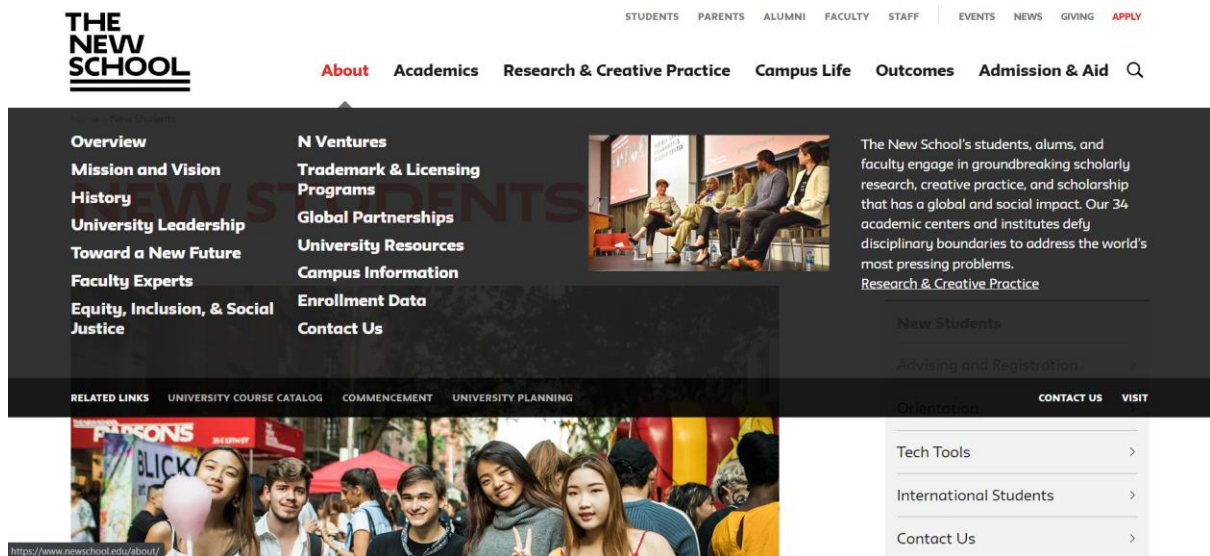 THE
NEW
SCHOOL
STUDENTS PARENTS ALUMNI FACULTY STAFF EVENTS NEWS GIVING APPLY
About Academics Research & Creative Practice Campus Life Outcomes Admission & Aid
Home / New Students
NEW STUDENTS
Overview
Mission and Vision
History
University Leadership
Toward a New Future
Faculty Experts
Equity, Inclusion, & Social
Justice
N Ventures
Trademark & Licensing
Programs
Global Partnerships
University Resources
Campus Information
Enrollment Data
Contact Us
The New School's students, alums, and
faculty engage in groundbreaking scholarly
research, creative practice, and scholarship
that has a global and social impact. Our 34
academic centers and institutes defy
disciplinary boundaries to address the world's
most pressing problems.
Research & Creative Practice
New Students
Advising and Registration
RELATED LINKS UNIVERSITY COURSE CATALOG COMMENCEMENT UNIVERSITY PLANNING CONTACT US VISIT
Orientation
Tech Tools
International Students
Contact Us
PARSONS
BLICK
https://www.newschool.edu/about/